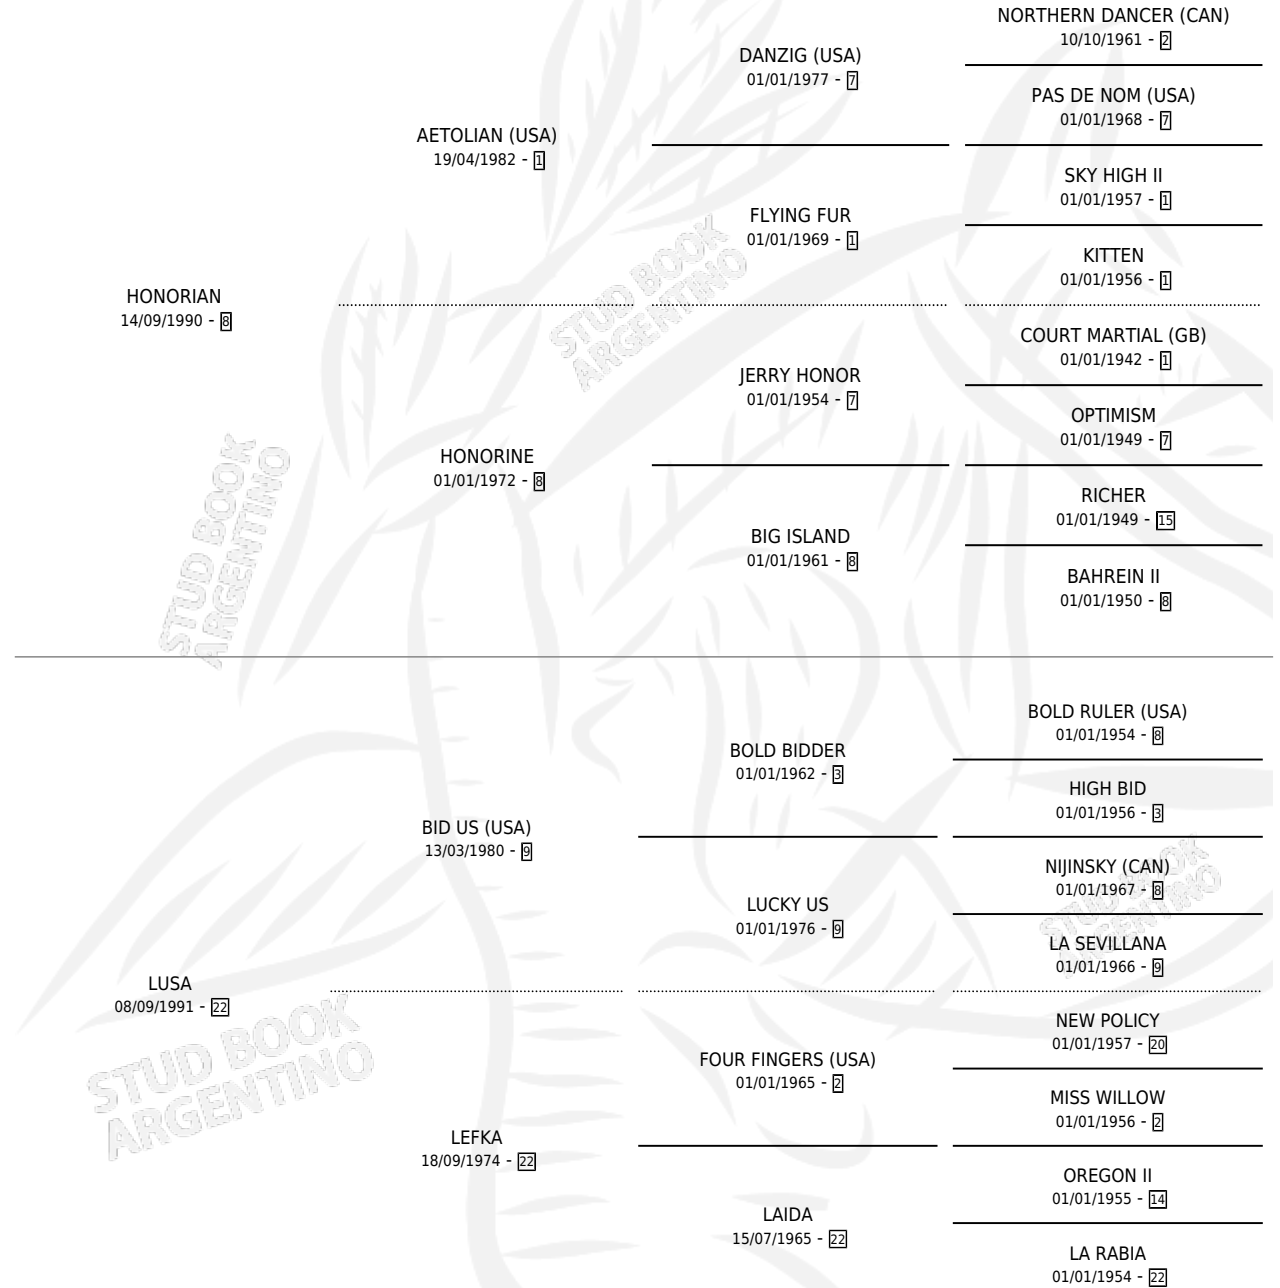 NORTHERN DANCER (CAN)
10/10/1961 - 2
DANZIG (USA)
01/01/1977 - 7
PAS DE NOM (USA)
01/01/1968 - 7
AETOLIAN (USA)
19/04/1982 - 1
SKY HIGH II
01/01/1957 - 1
FLYING FUR
01/01/1969 - 1
KITTEN
01/01/1956 - 1
HONORIAN
14/09/1990 - 8
COURT MARTIAL (GB)
01/01/1942 - 1
JERRY HONOR
01/01/1954 - 7
OPTIMISM
01/01/1949 - 7
HONORINE
01/01/1972 - 8
RICHER
01/01/1949 - 15
BIG ISLAND
01/01/1961 - 8
BAHREIN II
01/01/1950 - 8
STUD BOOK
ARGENTINO
STUD BOOK
ARGENTINO
BOLD RULER (USA)
01/01/1954 - 8
BOLD BIDDER
01/01/1962 - 3
HIGH BID
01/01/1956 - 3
BID US (USA)
13/03/1980 - 9
NIJINSKY (CAN)
01/01/1967 - 8
LUCKY US
01/01/1976 - 9
LA SEVILLANA
01/01/1966 - 9
LUSA
08/09/1991 - 22
NEW POLICY
01/01/1957 - 20
FOUR FINGERS (USA)
01/01/1965 - 2
MISS WILLOW
01/01/1956 - 2
LEFKA
18/09/1974 - 22
OREGON II
01/01/1955 - 14
LAIDA
15/07/1965 - 22
LA RABIA
01/01/1954 - 22
STUD BOOK
ARGENTINO
STUD BOOK
ARGENTINO